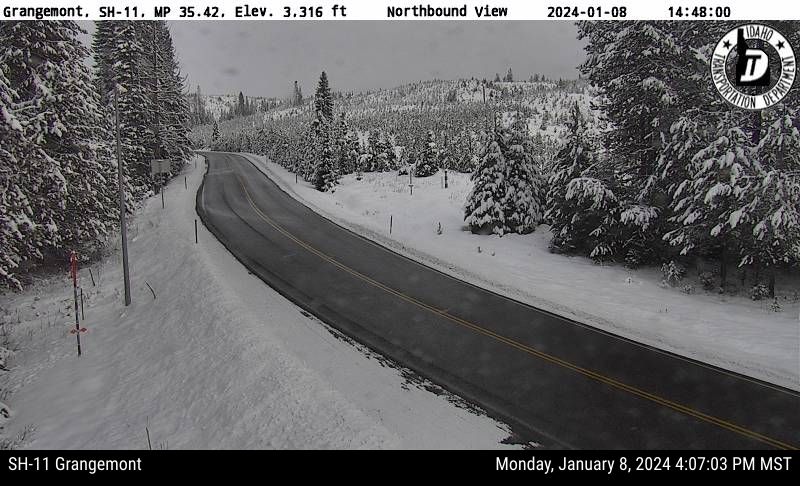 Grangemont, SH-11, MP 35.42, Elev. 3,316 ft Northbound View 2024-01-08 14:48:00
IDAHO
TRANSPORTATION DEPARTMENT
SH-11 Grangemont Monday, January 8, 2024 4:07:03 PM MST